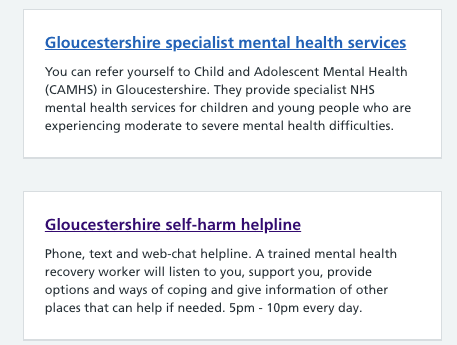 Gloucestershire specialist mental health services
You can refer yourself to Child and Adolescent Mental Health
(CAMHS) in Gloucestershire. They provide specialist NHS
mental health services for children and young people who are
experiencing moderate to severe mental health difficulties.
Gloucestershire self-harm helpline
Phone, text and web-chat helpline. A trained mental health
recovery worker will listen to you, support you, provide
options and ways of coping and give information of other
places that can help if needed. 5pm - 10pm every day.